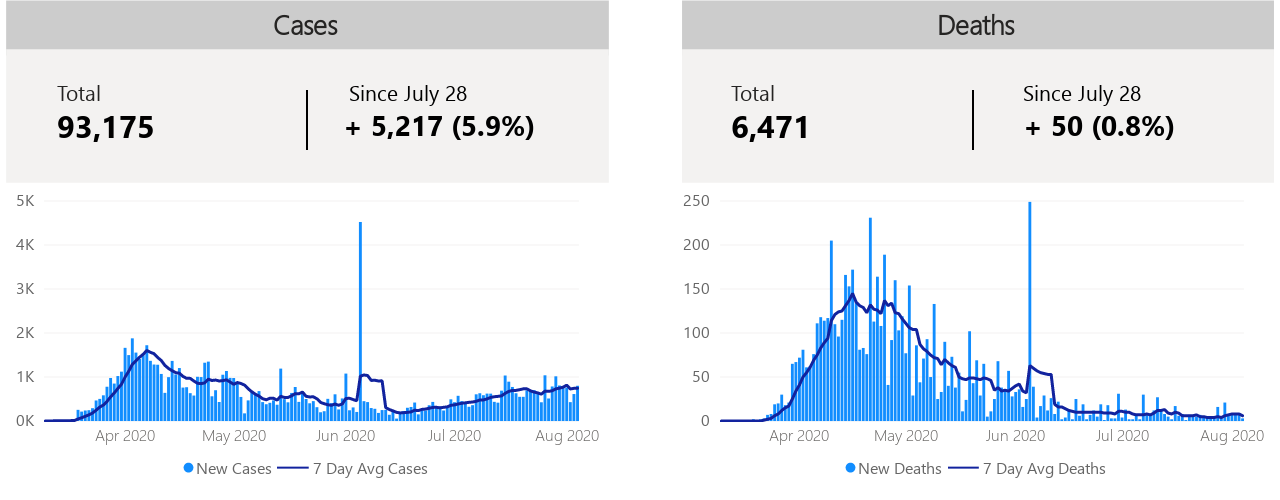 Cases
Total
93,175
Since July 28
+ 5,217 (5.9%)
5K
4K
3K
2K
1K
0K
Apr 2020 May 2020 Jun 2020 Jul 2020 Aug 2020
New Cases 7 Day Avg Cases
Deaths
Total
6,471
Since July 28
+ 50 (0.8%)
250
200
150
100
50
0
Apr 2020 May 2020 Jun 2020 Jul 2020 Aug 2020
New Deaths 7 Day Avg Deaths